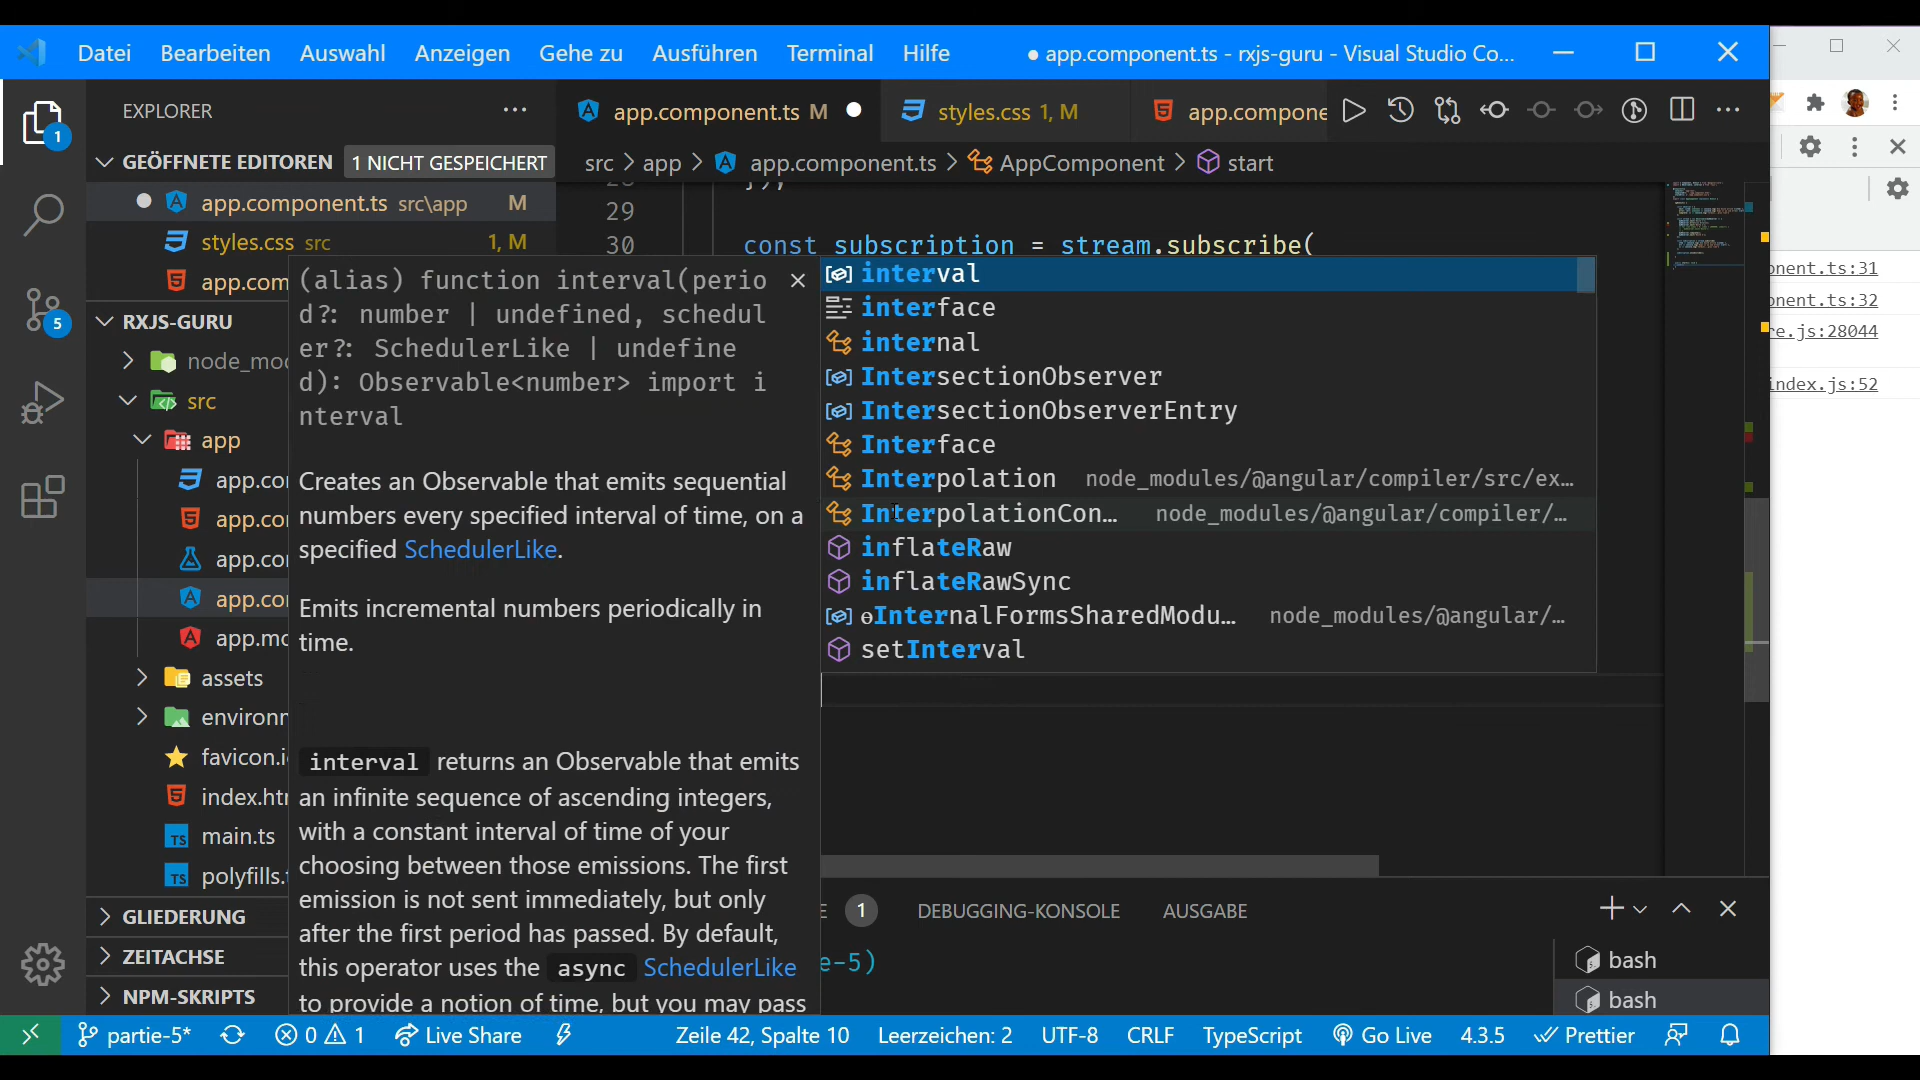 Datei Bearbeiten Auswahl Anzeigen Gehe zu Ausführen Terminal Hilfe ● app.component.ts - rxjs-guru - Visual Studio Co...
EXPLORER ...
app.component.ts M
styles.css 1, M
app.compone
GEÖFFNETE EDITOREN 1 NICHT GESPEICHERT
app.component.ts src\app M
styles.css src 1, M
app.com
RXJS-GURU
node_mo
src
app
app.co
app.co
app.co
app.co
app.mo
assets
environ
favicon.i
index.ht
main.ts
polyfills.
GLIEDERUNG
ZEITACHSE
NPM-SKRIPTS
1
5
src > app > app.component.ts > AppComponent > start
29
30 const subscription = stream.subscribe(
(alias) function interval(perio
d?: number | undefined, schedul
er?: SchedulerLike | undefine
d): Observable<number> import i
nterval
Creates an Observable that emits sequential
numbers every specified interval of time, on a
specified SchedulerLike.
Emits incremental numbers periodically in
time.
interval returns an Observable that emits
an infinite sequence of ascending integers,
with a constant interval of time of your
choosing between those emissions. The first
emission is not sent immediately, but only
after the first period has passed. By default,
this operator uses the async SchedulerLike
to provide a notion of time, but you may pass
interval
interface
internal
IntersectionObserver
IntersectionObserverEntry
Interface
Interpolation node_modules/@angular/compiler/src/ex...
InterpolationCon... node_modules/@angular/compiler/...
inflateRaw
inflateRawSync
ɵInternalFormsSharedModu... node_modules/@angular/...
setInterval
E 1 DEBUGGING-KONSOLE AUSGABE
e-5)
bash
bash
onent.ts:31
onent.ts:32
re.js:28044
index.js:52
partie-5* 0 1 Live Share Zeile 42, Spalte 10 Leerzeichen: 2 UTF-8 CRLF TypeScript Go Live 4.3.5 Prettier